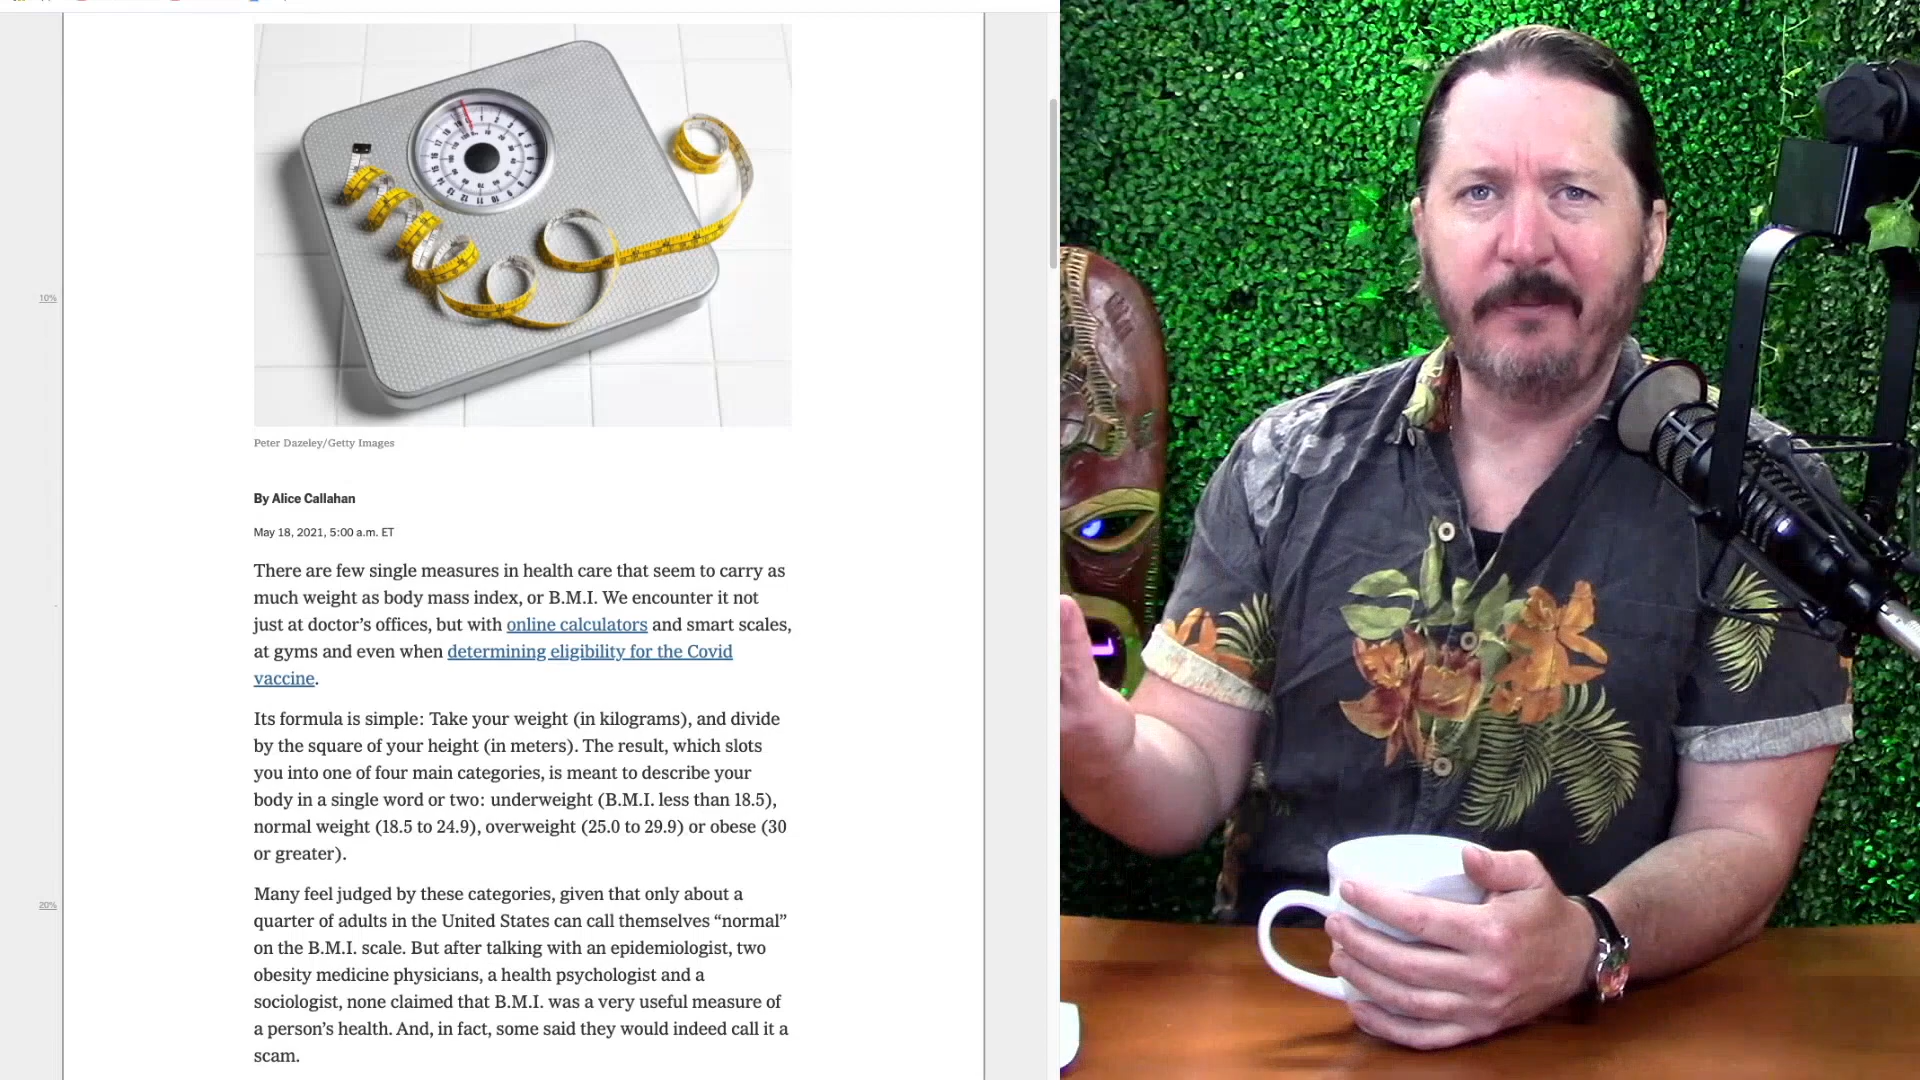 Peter Dazeley/Getty Images
By Alice Callahan
May 18, 2021, 5:00 a.m. ET
There are few single measures in health care that seem to carry as
much weight as body mass index, or B.M.I. We encounter it not
just at doctor’s offices, but with online calculators and smart scales,
at gyms and even when determining eligibility for the Covid
vaccine.
10%
Its formula is simple: Take your weight (in kilograms), and divide
by the square of your height (in meters). The result, which slots
you into one of four main categories, is meant to describe your
body in a single word or two: underweight (B.M.I. less than 18.5),
normal weight (18.5 to 24.9), overweight (25.0 to 29.9) or obese (30
or greater).
20%
Many feel judged by these categories, given that only about a
quarter of adults in the United States can call themselves “normal”
on the B.M.I. scale. But after talking with an epidemiologist, two
obesity medicine physicians, a health psychologist and a
sociologist, none claimed that B.M.I. was a very useful measure of
a person’s health. And, in fact, some said they would indeed call it a
scam.